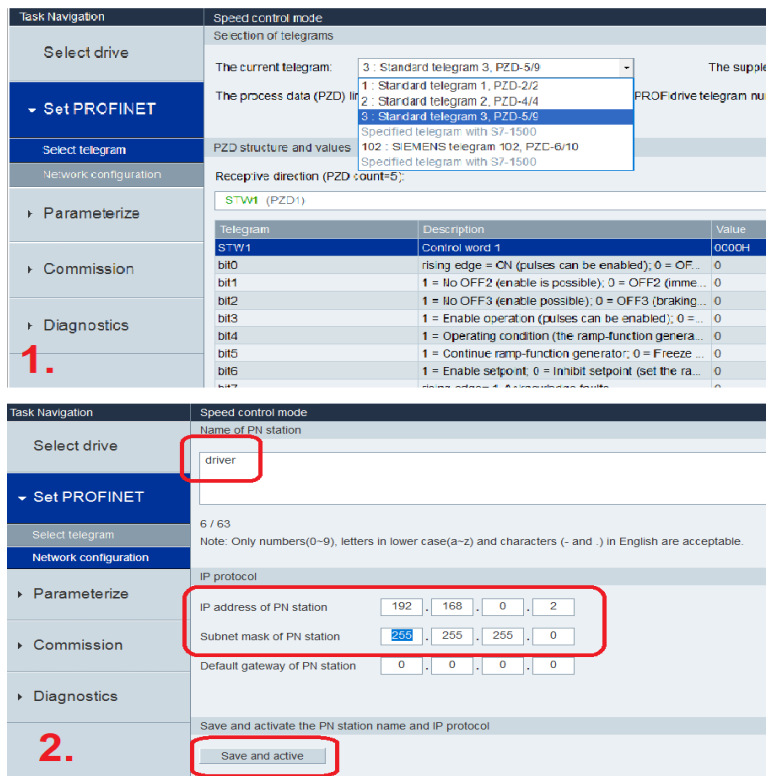 Task Navigation
Speed control mode
Selection of telegrams
Select drive
The current telegram:
3 : Standard telegram 3, PZD-5/9
The supple
1 : Standard telegram 1, PZD-2/2
The process data (PZD) lin
2 : Standard telegram 2, PZD-4/4
PROFIdrive telegram nu
Set PROFINET
3 : Standard telegram 3, PZD-5/9
Specified telegram with S7-1500
Select telegram
PZD structure and values
102 : SIEMENS telegram 102, PZD-6/10
Specified telegram with S7-1500
Network configuration
Receptive direction (PZD count=5):
STW1 (PZD1)
Parameterize
Telegram
Description
Value
STW1
Control word 1
0000H
Commission
bit0
rising edge = ON (pulses can be enabled); 0 = OF...
0
bit1
1 = No OFF2 (enable is possible); 0 = OFF2 (imme...
0
bit2
1 = No OFF3 (enable possible); 0 = OFF3 (braking...
0
Diagnostics
bit3
1 = Enable operation (pulses can be enabled); 0 =...
0
bit4
1 = Operating condition (the ramp-function genera...
0
bit5
1 = Continue ramp-function generator; 0 = Freeze ...
0
1.
bit6
1 = Enable setpoint; 0 = Inhibit setpoint (set the ra...
0
bit7
Task Navigation
Speed control mode
Name of PN station
Select drive
driver
Set PROFINET
6 / 63
Select telegram
Note: Only numbers(0~9), letters in lower case(a~z) and characters (- and .) in English are acceptable.
Network configuration
IP protocol
Parameterize
IP address of PN station
192 . 168 . 0 . 2
Subnet mask of PN station
255 . 255 . 255 . 0
Commission
Default gateway of PN station
0 . 0 . 0 . 0
Diagnostics
Save and activate the PN station name and IP protocol
2.
Save and active